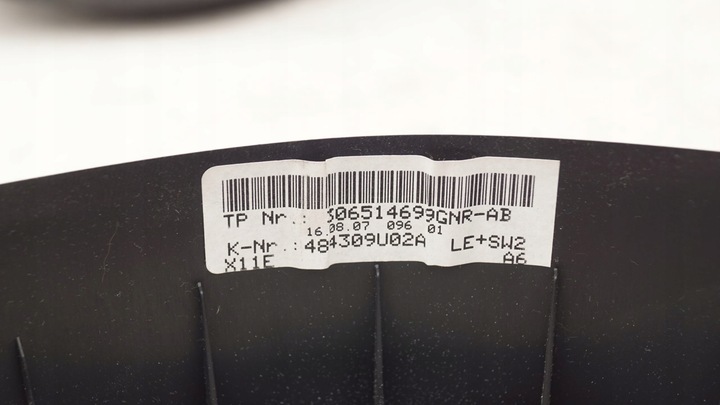 TP Nr.: 306514699GNR-AB
16.08.07 096 01
K-Nr.: 484309U02A LE+SW2
X11E A6